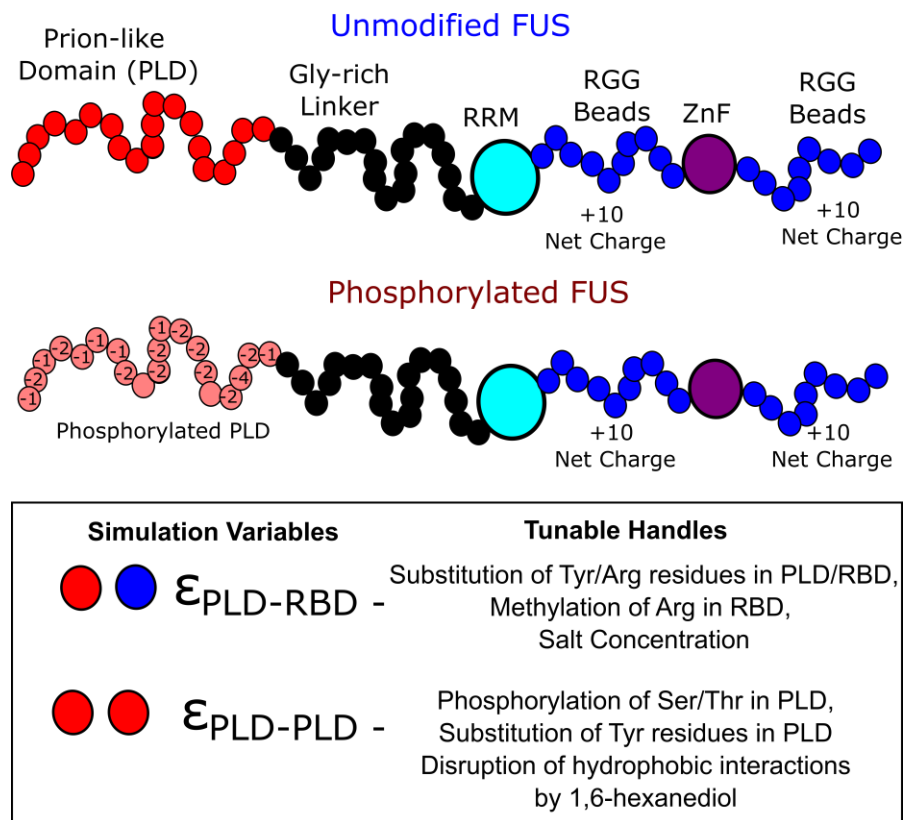 Unmodified FUS
Prion-like
Domain (PLD)
Gly-rich
Linker
RRM
RGG
Beads
ZnF
RGG
Beads
+10
Net Charge
+10
Net Charge
Phosphorylated FUS
-1
-2
-1
-2
-1
-1
-2
-2
-2
-1
-2
-2
-2
-2
-4
-2
-1
Phosphorylated PLD
+10
Net Charge
+10
Net Charge
Simulation Variables
Tunable Handles
εPLD-RBD -
Substitution of Tyr/Arg residues in PLD/RBD,
Methylation of Arg in RBD,
Salt Concentration
εPLD-PLD -
Phosphorylation of Ser/Thr in PLD,
Substitution of Tyr residues in PLD
Disruption of hydrophobic interactions
by 1,6-hexanediol